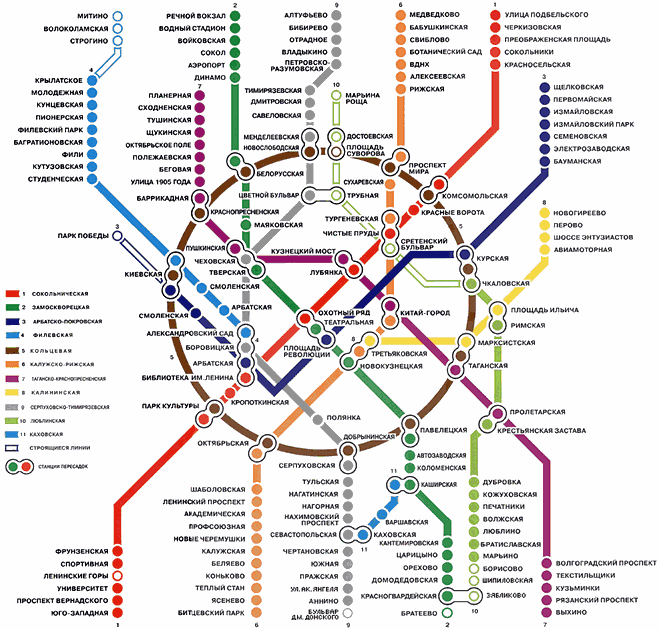 МИТИНО
ВОЛОКОЛАМСКАЯ
СТРОГИНО
4
КРЫЛАТСКОЕ
МОЛОДЕЖНАЯ
КУНЦЕВСКАЯ
ПИОНЕРСКАЯ
ФИЛЕВСКИЙ ПАРК
БАГРАТИОНОВСКАЯ
ФИЛИ
КУТУЗОВСКАЯ
СТУДЕНЧЕСКАЯ
2
РЕЧНОЙ ВОКЗАЛ
ВОДНЫЙ СТАДИОН
ВОЙКОВСКАЯ
СОКОЛ
АЭРОПОРТ
ДИНАМО
7
ПЛАНЕРНАЯ
СХОДНЕНСКАЯ
ТУШИНСКАЯ
ЩУКИНСКАЯ
ОКТЯБРЬСКОЕ ПОЛЕ
ПОЛЕЖАЕВСКАЯ
БЕГОВАЯ
УЛИЦА 1905 ГОДА
БАРРИКАДНАЯ
КРАСНОПРЕСНЕНСКАЯ
9
АЛТУФЬЕВО
БИБИРЕВО
ОТРАДНОЕ
ВЛАДЫКИНО
ПЕТРОВСКО-
РАЗУМОВСКАЯ
ТИМИРЯЗЕВСКАЯ
ДМИТРОВСКАЯ
САВЕЛОВСКАЯ
МЕНДЕЛЕЕВСКАЯ
НОВОСЛОБОДСКАЯ
10
МАРЬИНА
РОЩА
ДОСТОЕВСКАЯ
ПЛОЩАДЬ
СУВОРОВА
6
МЕДВЕДКОВО
БАБУШКИНСКАЯ
СВИБЛОВО
БОТАНИЧЕСКИЙ САД
ВДНХ
АЛЕКСЕЕВСКАЯ
РИЖСКАЯ
ПРОСПЕКТ
МИРА
1
УЛИЦА ПОДБЕЛЬСКОГО
ЧЕРКИЗОВСКАЯ
ПРЕОБРАЖЕНСКАЯ ПЛОЩАДЬ
СОКОЛЬНИКИ
КРАСНОСЕЛЬСКАЯ
КОМСОМОЛЬСКАЯ
КРАСНЫЕ ВОРОТА
3
ЩЕЛКОВСКАЯ
ПЕРВОМАЙСКАЯ
ИЗМАЙЛОВСКАЯ
ИЗМАЙЛОВСКИЙ ПАРК
СЕМЕНОВСКАЯ
ЭЛЕКТРОЗАВОДСКАЯ
БАУМАНСКАЯ
8
НОВОГИРЕЕВО
ПЕРОВО
ШОССЕ ЭНТУЗИАСТОВ
АВИАМОТОРНАЯ
5
БЕЛОРУССКАЯ
МАЯКОВСКАЯ
ЦВЕТНОЙ БУЛЬВАР
СУХАРЕВСКАЯ
ТРУБНАЯ
ТУРГЕНЕВСКАЯ
ЧИСТЫЕ ПРУДЫ
СРЕТЕНСКИЙ
БУЛЬВАР
3
ПАРК ПОБЕДЫ
ПУШКИНСКАЯ
ЧЕХОВСКАЯ
ТВЕРСКАЯ
КУЗНЕЦКИЙ МОСТ
ЛУБЯНКА
КУРСКАЯ
ЧКАЛОВСКАЯ
КИЕВСКАЯ
СМОЛЕНСКАЯ
СМОЛЕНСКАЯ
АРБАТСКАЯ
АЛЕКСАНДРОВСКИЙ САД
4
БОРОВИЦКАЯ
АРБАТСКАЯ
БИБЛИОТЕКА ИМ.ЛЕНИНА
КРОПОТКИНСКАЯ
ОХОТНЫЙ РЯД
ТЕАТРАЛЬНАЯ
ПЛОЩАДЬ
РЕВОЛЮЦИИ
КИТАЙ-ГОРОД
8
ТРЕТЬЯКОВСКАЯ
НОВОКУЗНЕЦКАЯ
ПЛОЩАДЬ ИЛЬИЧА
РИМСКАЯ
МАРКСИСТСКАЯ
ТАГАНСКАЯ
ПРОЛЕТАРСКАЯ
КРЕСТЬЯНСКАЯ ЗАСТАВА
ПАРК КУЛЬТУРЫ
ОКТЯБРЬСКАЯ
ПОЛЯНКА
ДОБРЫНИНСКАЯ
СЕРПУХОВСКАЯ
ПАВЕЛЕЦКАЯ
АВТОЗАВОДСКАЯ
КОЛОМЕНСКАЯ
11
КАШИРСКАЯ
ВАРШАВСКАЯ
КАХОВСКАЯ
11
1 СОКОЛЬНИЧЕСКАЯ
2 ЗАМОСКВОРЕЦКАЯ
3 АРБАТСКО-ПОКРОВСКАЯ
4 ФИЛЕВСКАЯ
5 КОЛЬЦЕВАЯ
6 КАЛУЖСКО-РИЖСКАЯ
7 ТАГАНСКО-КРАСНОПРЕСНЕНСКАЯ
8 КАЛИНИНСКАЯ
9 СЕРПУХОВСКО-ТИМИРЯЗЕВСКАЯ
10 ЛЮБЛИНСКАЯ
11 КАХОВСКАЯ
СТРОЯЩИЕСЯ ЛИНИИ
СТАНЦИИ ПЕРЕСАДОК
ФРУНЗЕНСКАЯ
СПОРТИВНАЯ
ЛЕНИНСКИЕ ГОРЫ
УНИВЕРСИТЕТ
ПРОСПЕКТ ВЕРНАДСКОГО
ЮГО-ЗАПАДНАЯ
1
ШАБОЛОВСКАЯ
ЛЕНИНСКИЙ ПРОСПЕКТ
АКАДЕМИЧЕСКАЯ
ПРОФСОЮЗНАЯ
НОВЫЕ ЧЕРЕМУШКИ
КАЛУЖСКАЯ
БЕЛЯЕВО
КОНЬКОВО
ТЕПЛЫЙ СТАН
ЯСЕНЕВО
БИТЦЕВСКИЙ ПАРК
6
ТУЛЬСКАЯ
НАГАТИНСКАЯ
НАГОРНАЯ
НАХИМОВСКИЙ
ПРОСПЕКТ
СЕВАСТОПОЛЬСКАЯ
ЧЕРТАНОВСКАЯ
ЮЖНАЯ
ПРАЖСКАЯ
УЛ. АК. ЯНГЕЛЯ
АННИНО
БУЛЬВАР
ДМ. ДОНСКОГО
9
КАНТЕМИРОВСКАЯ
ЦАРИЦЫНО
ОРЕХОВО
ДОМОДЕДОВСКАЯ
КРАСНОГВАРДЕЙСКАЯ
БРАТЕЕВО
2
ДУБРОВКА
КОЖУХОВСКАЯ
ПЕЧАТНИКИ
ВОЛЖСКАЯ
ЛЮБЛИНО
БРАТИСЛАВСКАЯ
МАРЬИНО
БОРИСОВО
ШИПИЛОВСКАЯ
ЗЯБЛИКОВО
10
ВОЛГОГРАДСКИЙ ПРОСПЕКТ
ТЕКСТИЛЬЩИКИ
КУЗЬМИНКИ
РЯЗАНСКИЙ ПРОСПЕКТ
ВЫХИНО
7